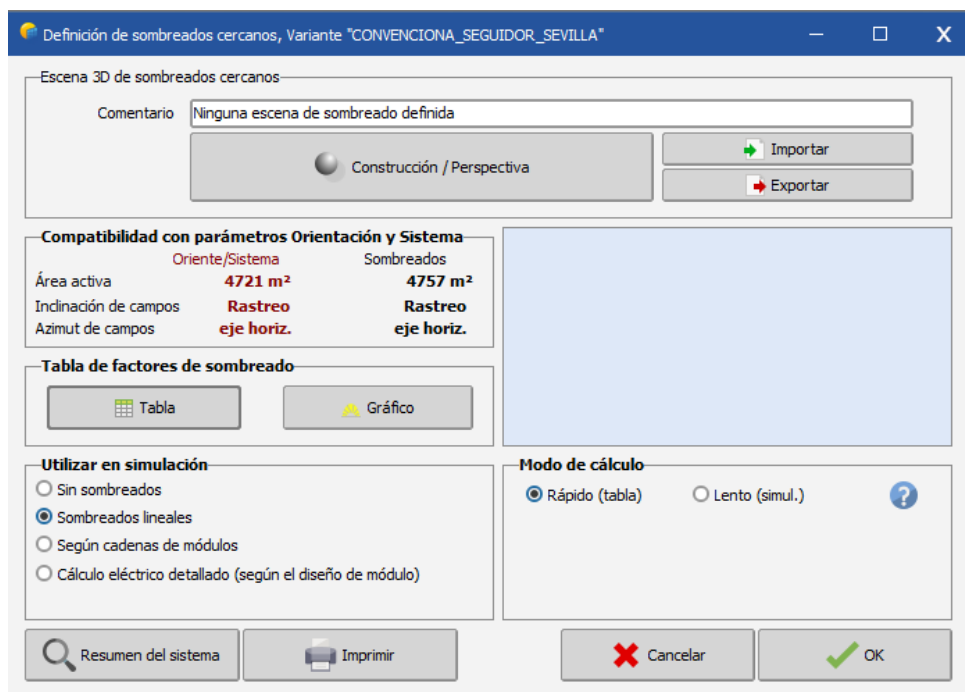 Definición de sombreados cercanos, Variante "CONVENCIONA_SEGUIDOR_SEVILLA"
Escena 3D de sombreados cercanos
Comentario Ninguna escena de sombreado definida
Construcción / Perspectiva
Importar
Exportar
Compatibilidad con parámetros Orientación y Sistema
Oriente/Sistema Sombreados
Área activa 4721 m² 4757 m²
Inclinación de campos Rastreo Rastreo
Azimut de campos eje horiz. eje horiz.
Tabla de factores de sombreado
Tabla Gráfico
Utilizar en simulación
Sin sombreados
Sombreados lineales
Según cadenas de módulos
Cálculo eléctrico detallado (según el diseño de módulo)
Modo de cálculo
Rápido (tabla) Lento (simul.) ?
Resumen del sistema Imprimir Cancelar OK